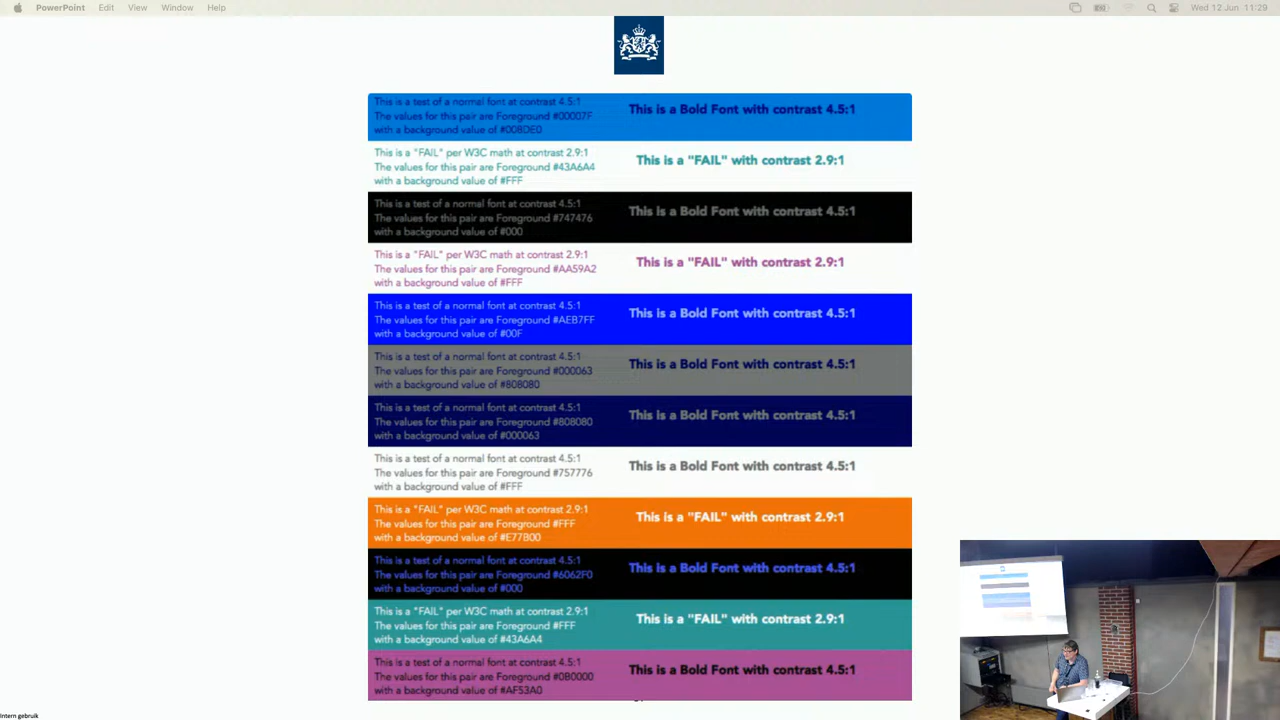 PowerPoint Edit View Window Help Wed 12 Jun 11:29
This is a test of a normal font at contrast 4.5:1
The values for this pair are Foreground #00007F
with a background value of #008DE0
This is a Bold Font with contrast 4.5:1
This is a "FAIL" per W3C math at contrast 2.9:1
The values for this pair are Foreground #43A6A4
with a background value of #FFF
This is a "FAIL" with contrast 2.9:1
This is a test of a normal font at contrast 4.5:1
The values for this pair are Foreground #747476
with a background value of #000
This is a Bold Font with contrast 4.5:1
This is a "FAIL" per W3C math at contrast 2.9:1
The values for this pair are Foreground #AA59A2
with a background value of #FFF
This is a "FAIL" with contrast 2.9:1
This is a test of a normal font at contrast 4.5:1
The values for this pair are Foreground #AEB7FF
with a background value of #00F
This is a Bold Font with contrast 4.5:1
This is a test of a normal font at contrast 4.5:1
The values for this pair are Foreground #000063
with a background value of #808080
This is a Bold Font with contrast 4.5:1
This is a test of a normal font at contrast 4.5:1
The values for this pair are Foreground #808080
with a background value of #000063
This is a Bold Font with contrast 4.5:1
This is a test of a normal font at contrast 4.5:1
The values for this pair are Foreground #757776
with a background value of #FFF
This is a Bold Font with contrast 4.5:1
This is a "FAIL" per W3C math at contrast 2.9:1
The values for this pair are Foreground #FFF
with a background value of #E77B00
This is a "FAIL" with contrast 2.9:1
This is a test of a normal font at contrast 4.5:1
The values for this pair are Foreground #6062F0
with a background value of #000
This is a Bold Font with contrast 4.5:1
This is a "FAIL" per W3C math at contrast 2.9:1
The values for this pair are Foreground #FFF
with a background value of #43A6A4
This is a "FAIL" with contrast 2.9:1
This is a test of a normal font at contrast 4.5:1
The values for this pair are Foreground #0B0000
with a background value of #AF53A0
This is a Bold Font with contrast 4.5:1
Intern gebruik